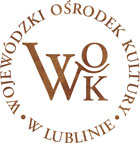 WOJEWÓDZKI OŚRODEK KULTURY
• W LUBLINIE •
WOK